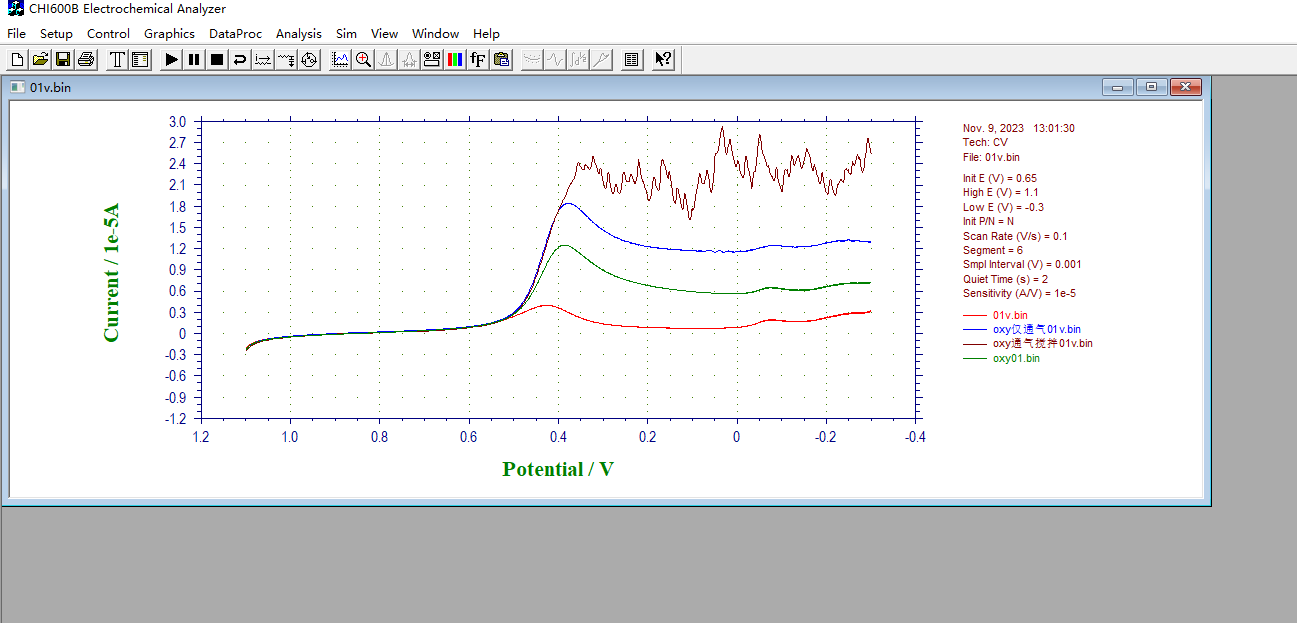 CHI600B Electrochemical Analyzer
File Setup Control Graphics DataProc Analysis Sim View Window Help
T fF ?
01v.bin
3.0
2.7
2.4
2.1
1.8
1.5
1.2
0.9
0.6
0.3
0
-0.3
-0.6
-0.9
-1.2
Current / 1e-5A
1.2 1.0 0.8 0.6 0.4 0.2 0 -0.2 -0.4
Potential / V
Nov. 9, 2023 13:01:30
Tech: CV
File: 01v.bin
Init E (V) = 0.65
High E (V) = 1.1
Low E (V) = -0.3
Init P/N = N
Scan Rate (V/s) = 0.1
Segment = 6
Smpl Interval (V) = 0.001
Quiet Time (s) = 2
Sensitivity (A/V) = 1e-5
01v.bin
oxy仅通气01v.bin
oxy通气搅拌01v.bin
oxy01.bin